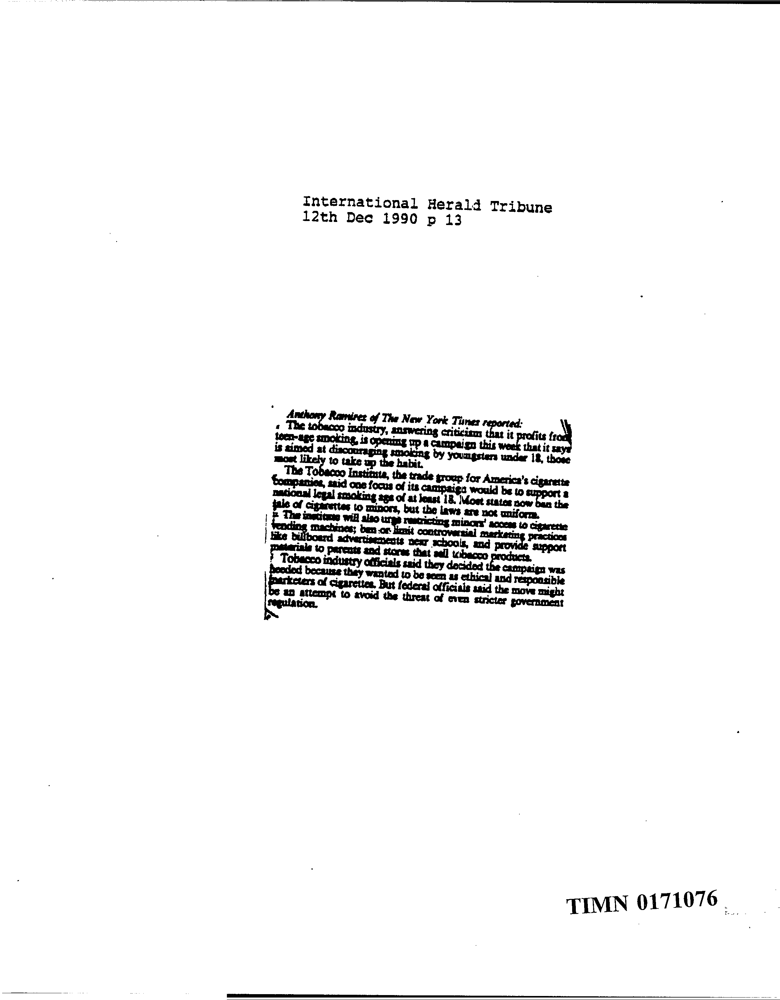 International Herald Tribune
12th Dec 1990 p 13
Anthony Ramirez of The New York Times reported:
The tobacco industry, answering criticism that it profits from
teen-age smoking, is opening up a campaign this week that it says
is aimed at discouraging smoking by youngsters under 18, those
most likely to take up the habit.
The Tobacco Institute, the trade group for America's cigarette
companies, said one focus of its campaign would be to support a
national legal smoking age of at least 18. Most states now ban the
sale of cigarettes to minors, but the laws are not uniform.
The institute will also urge restricting minors' access to cigarette
vending machines; ban or limit controversial marketing practices
like billboard advertisements near schools, and provide support
materials to parents and stores that sell tobacco products.
Tobacco industry officials said they decided the campaign was
needed because they wanted to be seen as ethical and responsible
marketers of cigarettes. But federal officials said the move might
be an attempt to avoid the threat of even stricter government
regulation.
TIMN 0171076